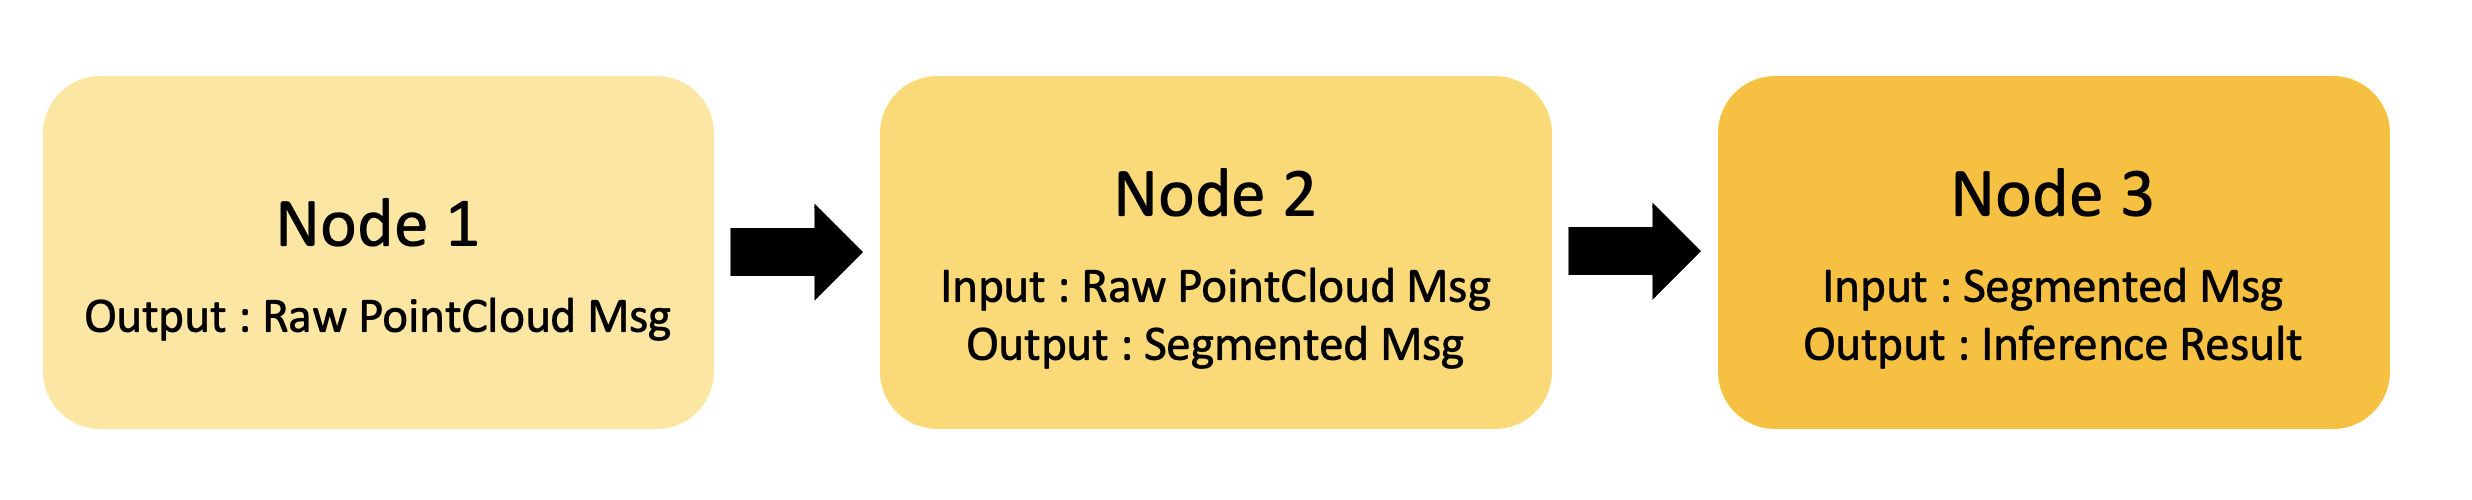 Node 1
Output : Raw PointCloud Msg
Node 2
Input : Raw PointCloud Msg
Output : Segmented Msg
Node 3
Input : Segmented Msg
Output : Inference Result